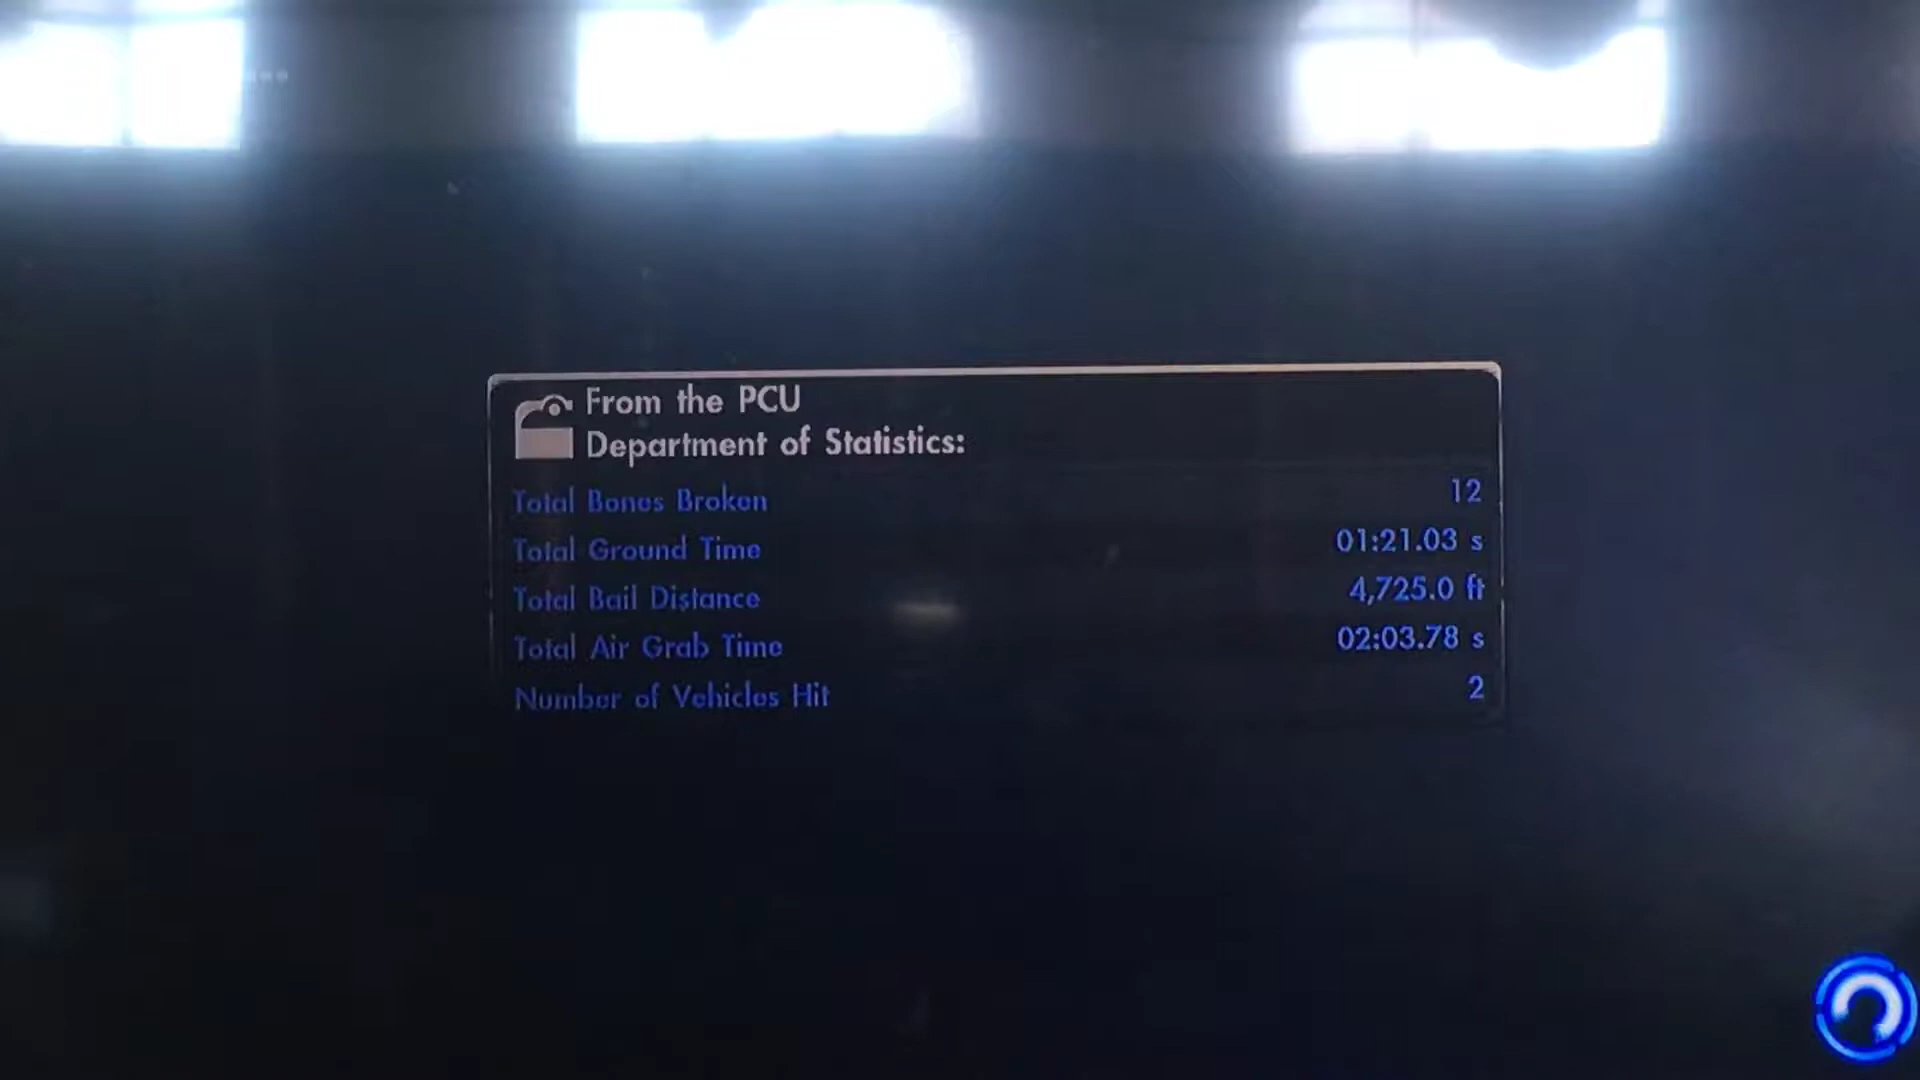 From the PCU
Department of Statistics:
Total Bones Broken 12
Total Ground Time 01:21.03 s
Total Bail Distance 4,725.0 ft
Total Air Grab Time 02:03.78 s
Number of Vehicles Hit 2